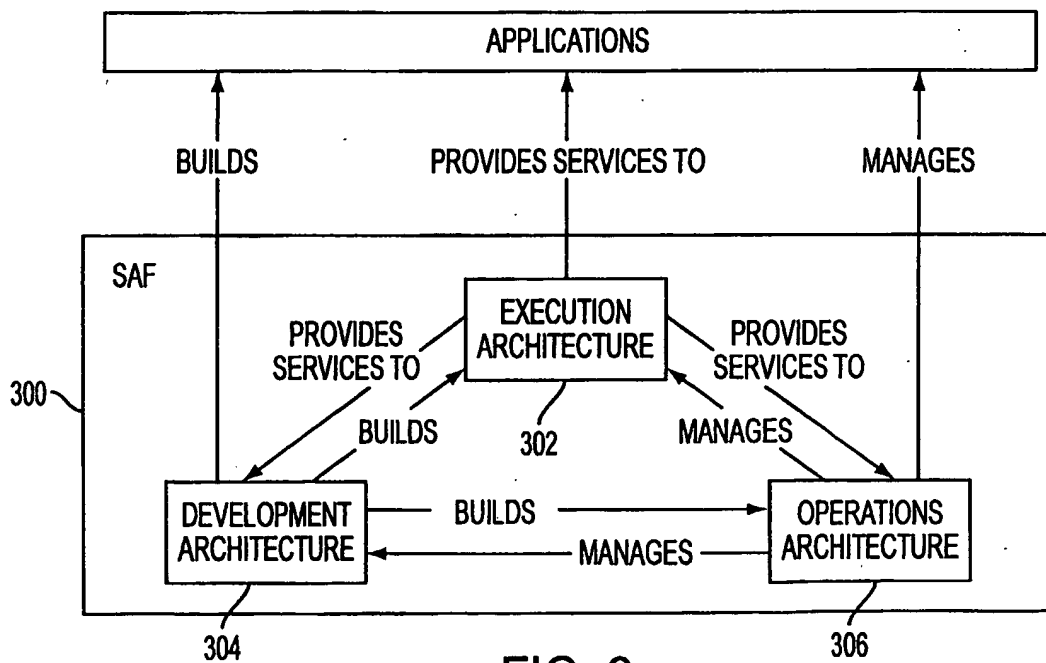 APPLICATIONS
BUILDS
PROVIDES SERVICES TO
MANAGES
SAF
EXECUTION
ARCHITECTURE
PROVIDES
SERVICES TO
PROVIDES
SERVICES TO
300
BUILDS
302
MANAGES
DEVELOPMENT
ARCHITECTURE
BUILDS
MANAGES
OPERATIONS
ARCHITECTURE
304
306